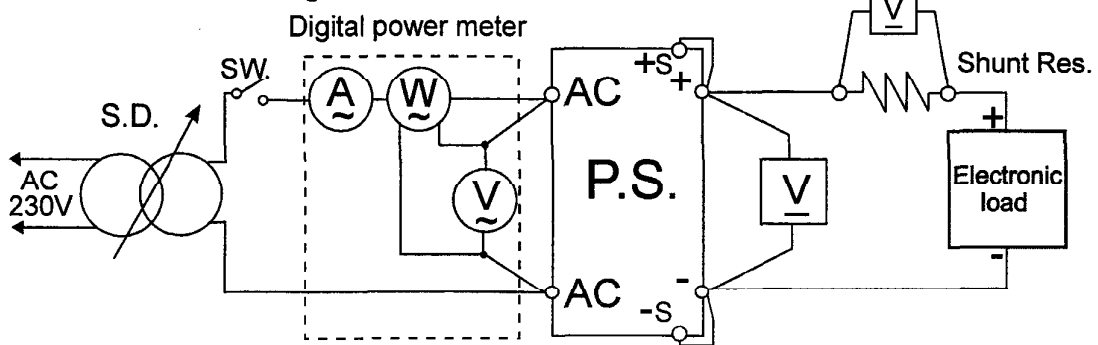 Digital power meter
V
SW.
+S
+
Shunt Res.
A
W
AC
S.D.
+
AC
230V
V
P.S.
V
Electronic
load
-
AC
-
-S